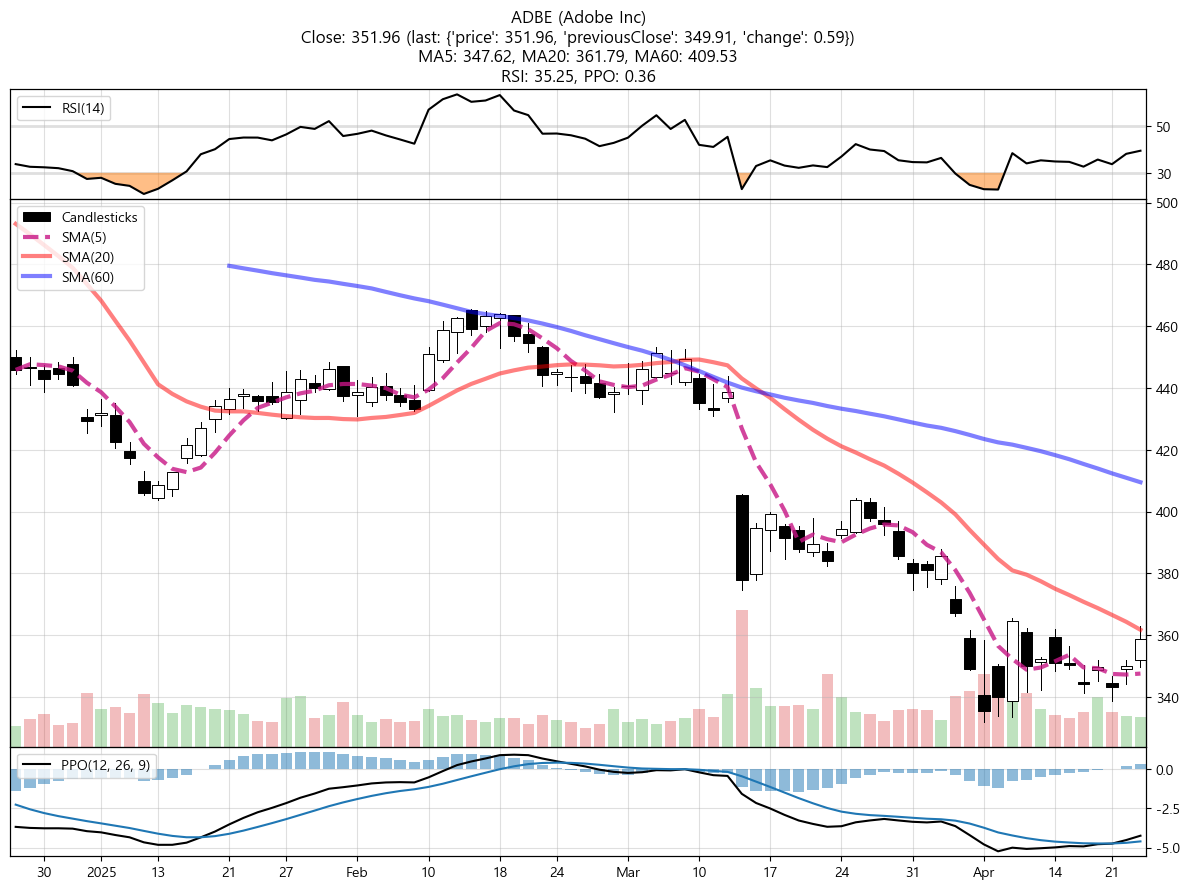 ADBE (Adobe Inc)
Close: 351.96 (last: {'price': 351.96, 'previousClose': 349.91, 'change': 0.59})
MA5: 347.62, MA20: 361.79, MA60: 409.53
RSI: 35.25, PPO: 0.36
RSI(14)
50
30
Candlesticks
SMA(5)
SMA(20)
SMA(60)
500
480
460
440
420
400
380
360
340
PPO(12, 26, 9)
0.0
-2.5
-5.0
30 2025 13 21 27 Feb 10 18 24 Mar 10 17 24 31 Apr 14 21